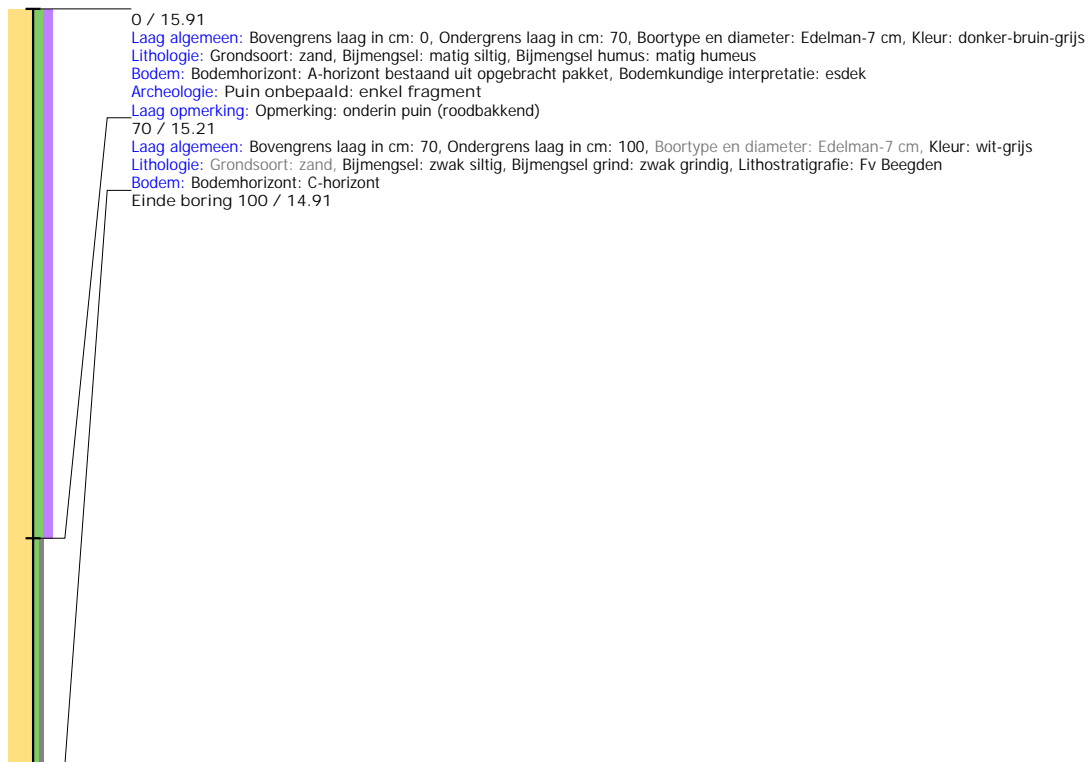 0 / 15.91
Laag algemeen: Bovengrens laag in cm: 0, Ondergrens laag in cm: 70, Boortype en diameter: Edelman-7 cm, Kleur: donker-bruin-grijs
Lithologie: Grondsoort: zand, Bijmengsel: matig siltig, Bijmengsel humus: matig humeus
Bodem: Bodemhorizont: A-horizont bestaand uit opgebracht pakket, Bodemkundige interpretatie: esdek
Archeologie: Puin onbepaald: enkel fragment
Laag opmerking: Opmerking: onderin puin (roodbakkend)
70 / 15.21
Laag algemeen: Bovengrens laag in cm: 70, Ondergrens laag in cm: 100, Boortype en diameter: Edelman-7 cm, Kleur: wit-grijs
Lithologie: Grondsoort: zand, Bijmengsel: zwak siltig, Bijmengsel grind: zwak grindig, Lithostratigrafie: Fv Beegden
Bodem: Bodemhorizont: C-horizont
Einde boring 100 / 14.91